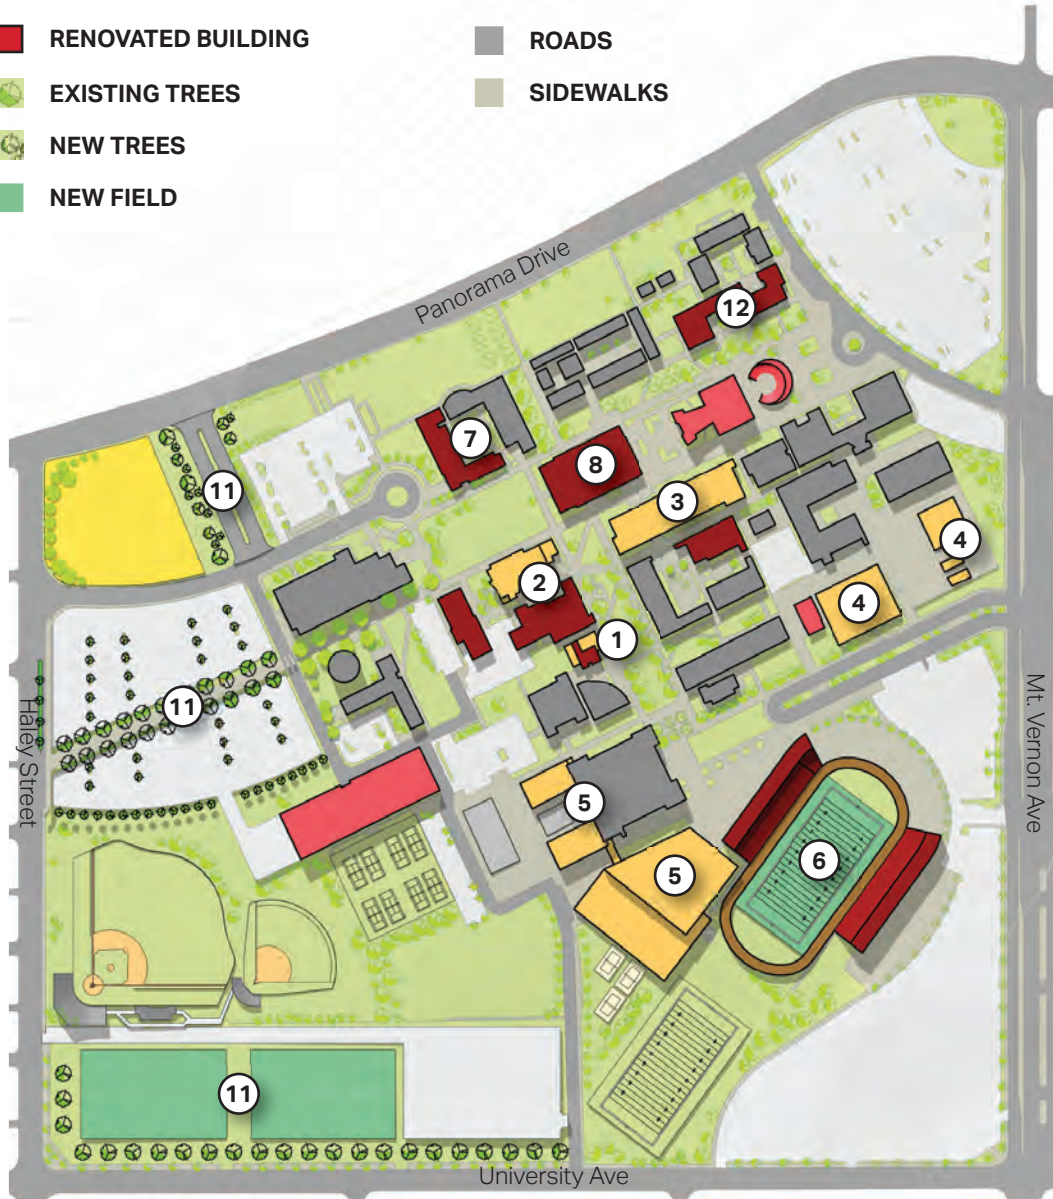 RENOVATED BUILDING
EXISTING TREES
NEW TREES
NEW FIELD
ROADS
SIDEWALKS
Panorama Drive
12
7
8
11
3
4
2
4
1
11
Haley Street
Mt. Vernon Ave
5
6
5
11
University Ave